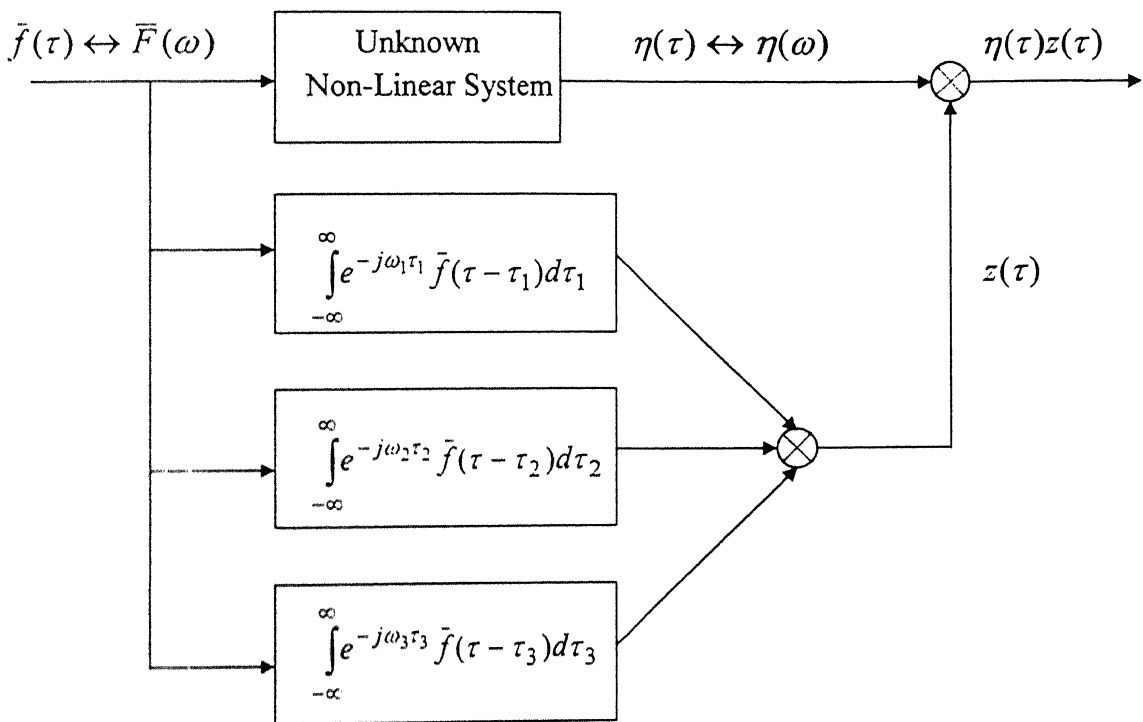 f̄(τ) ↔ F̄(ω)
Unknown
Non-Linear System
η(τ) ↔ η(ω)
η(τ)z(τ)
∫_{-∞}^{∞} e^{-jω₁τ₁} f̄(τ − τ₁)dτ₁
z(τ)
∫_{-∞}^{∞} e^{-jω₂τ₂} f̄(τ − τ₂)dτ₂
∫_{-∞}^{∞} e^{-jω₃τ₃} f̄(τ − τ₃)dτ₃